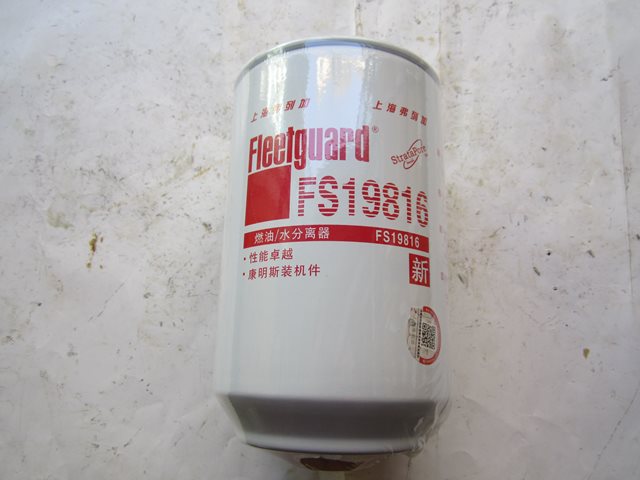 上海弗列加 上海弗列加
Fleetguard®
StrataPore
FS19816
燃油/水分离器 FS19816
·性能卓越
·康明斯装机件
新